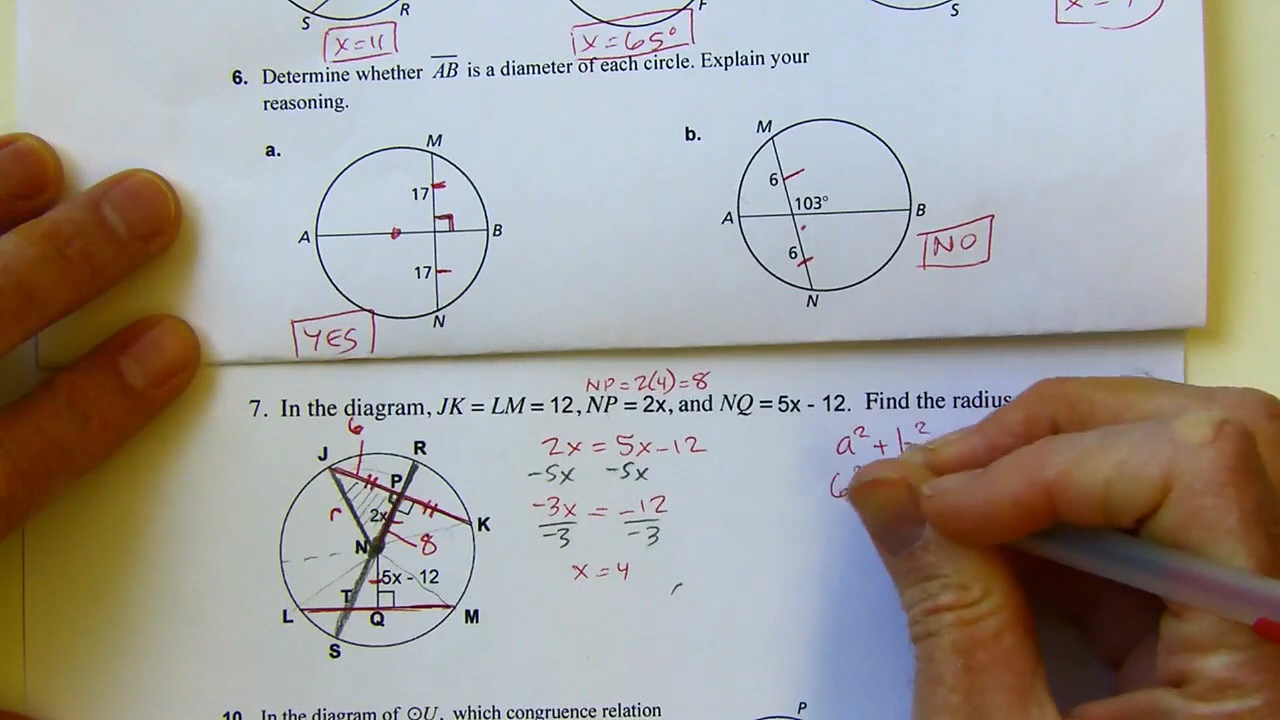 S
R
F
S
x=11
x=65°
6. Determine whether AB is a diameter of each circle. Explain your
reasoning.
a.
M
17
A
B
17
N
YES
b.
M
6
103°
A
B
6
N
NO
NP=2(4)=8
7. In the diagram, JK = LM = 12, NP = 2x, and NQ = 5x - 12. Find the radius
6
J
R
P
r
2x
K
N
8
5x - 12
T
L
Q
M
S
2x = 5x-12
-5x -5x
-3x = -12
-3 -3
x=4
a² +
6
10. In the diagram of ⊙U, which congruence relation
P